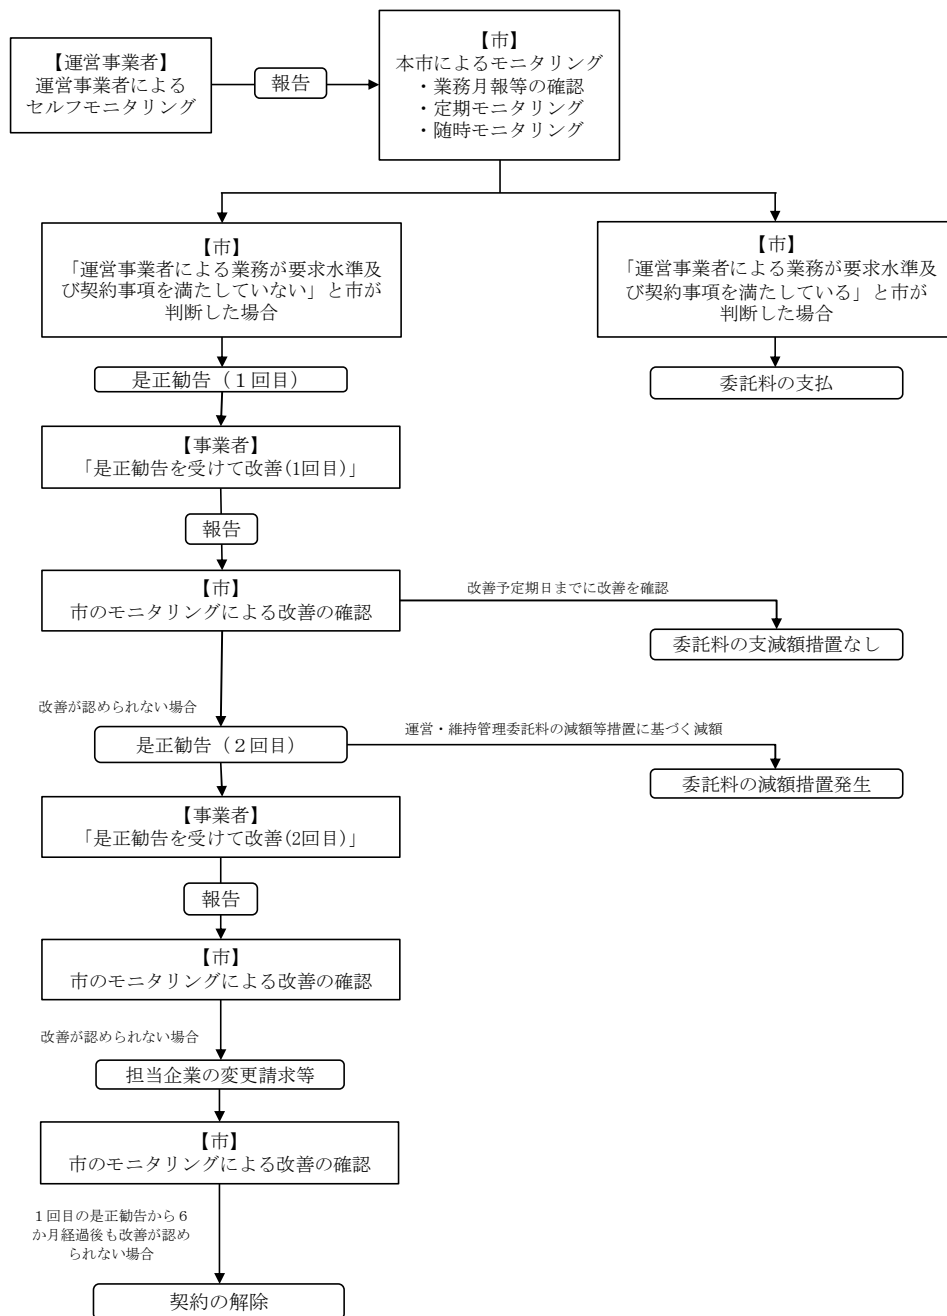 【運営事業者】
運営事業者による
セルフモニタリング
報告
【市】
本市によるモニタリング
・業務月報等の確認
・定期モニタリング
・随時モニタリング
【市】
「運営事業者による業務が要求水準及
び契約事項を満たしていない」と市が
判断した場合
【市】
「運営事業者による業務が要求水準及
び契約事項を満たしている」と市が
判断した場合
是正勧告（１回目）
委託料の支払
【事業者】
「是正勧告を受けて改善(1回目)」
報告
【市】
市のモニタリングによる改善の確認
改善予定期日までに改善を確認
委託料の支減額措置なし
改善が認められない場合
是正勧告（２回目）
運営・維持管理委託料の減額等措置に基づく減額
委託料の減額措置発生
【事業者】
「是正勧告を受けて改善(2回目)」
報告
【市】
市のモニタリングによる改善の確認
改善が認められない場合
担当企業の変更請求等
【市】
市のモニタリングによる改善の確認
１回目の是正勧告から６
か月経過後も改善が認め
られない場合
契約の解除